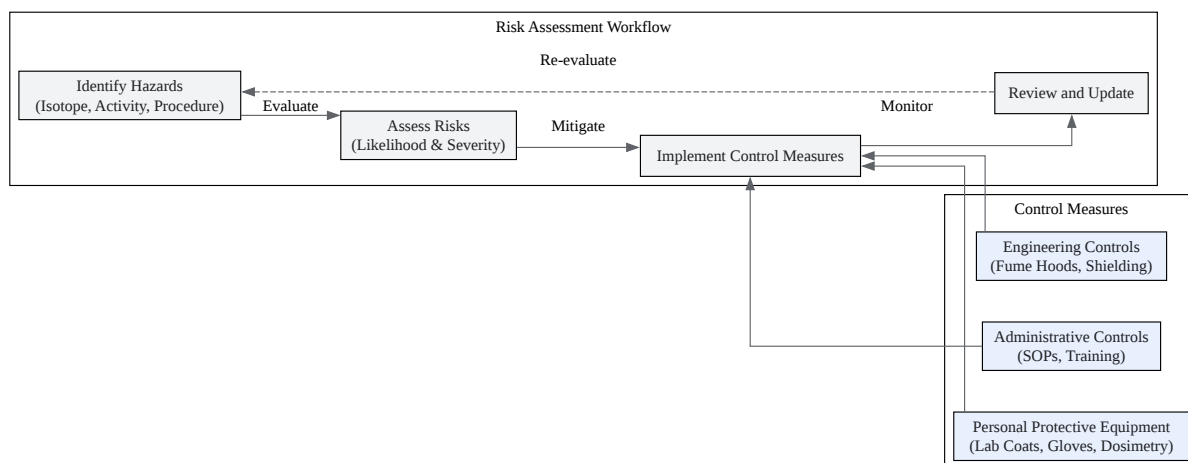 Risk Assessment Workflow
Re-evaluate
Identify Hazards
(Isotope, Activity, Procedure)
Review and Update
Evaluate
Monitor
Assess Risks
(Likelihood & Severity)
Mitigate
Implement Control Measures
Control Measures
Engineering Controls
(Fume Hoods, Shielding)
Administrative Controls
(SOPs, Training)
Personal Protective Equipment
(Lab Coats, Gloves, Dosimetry)